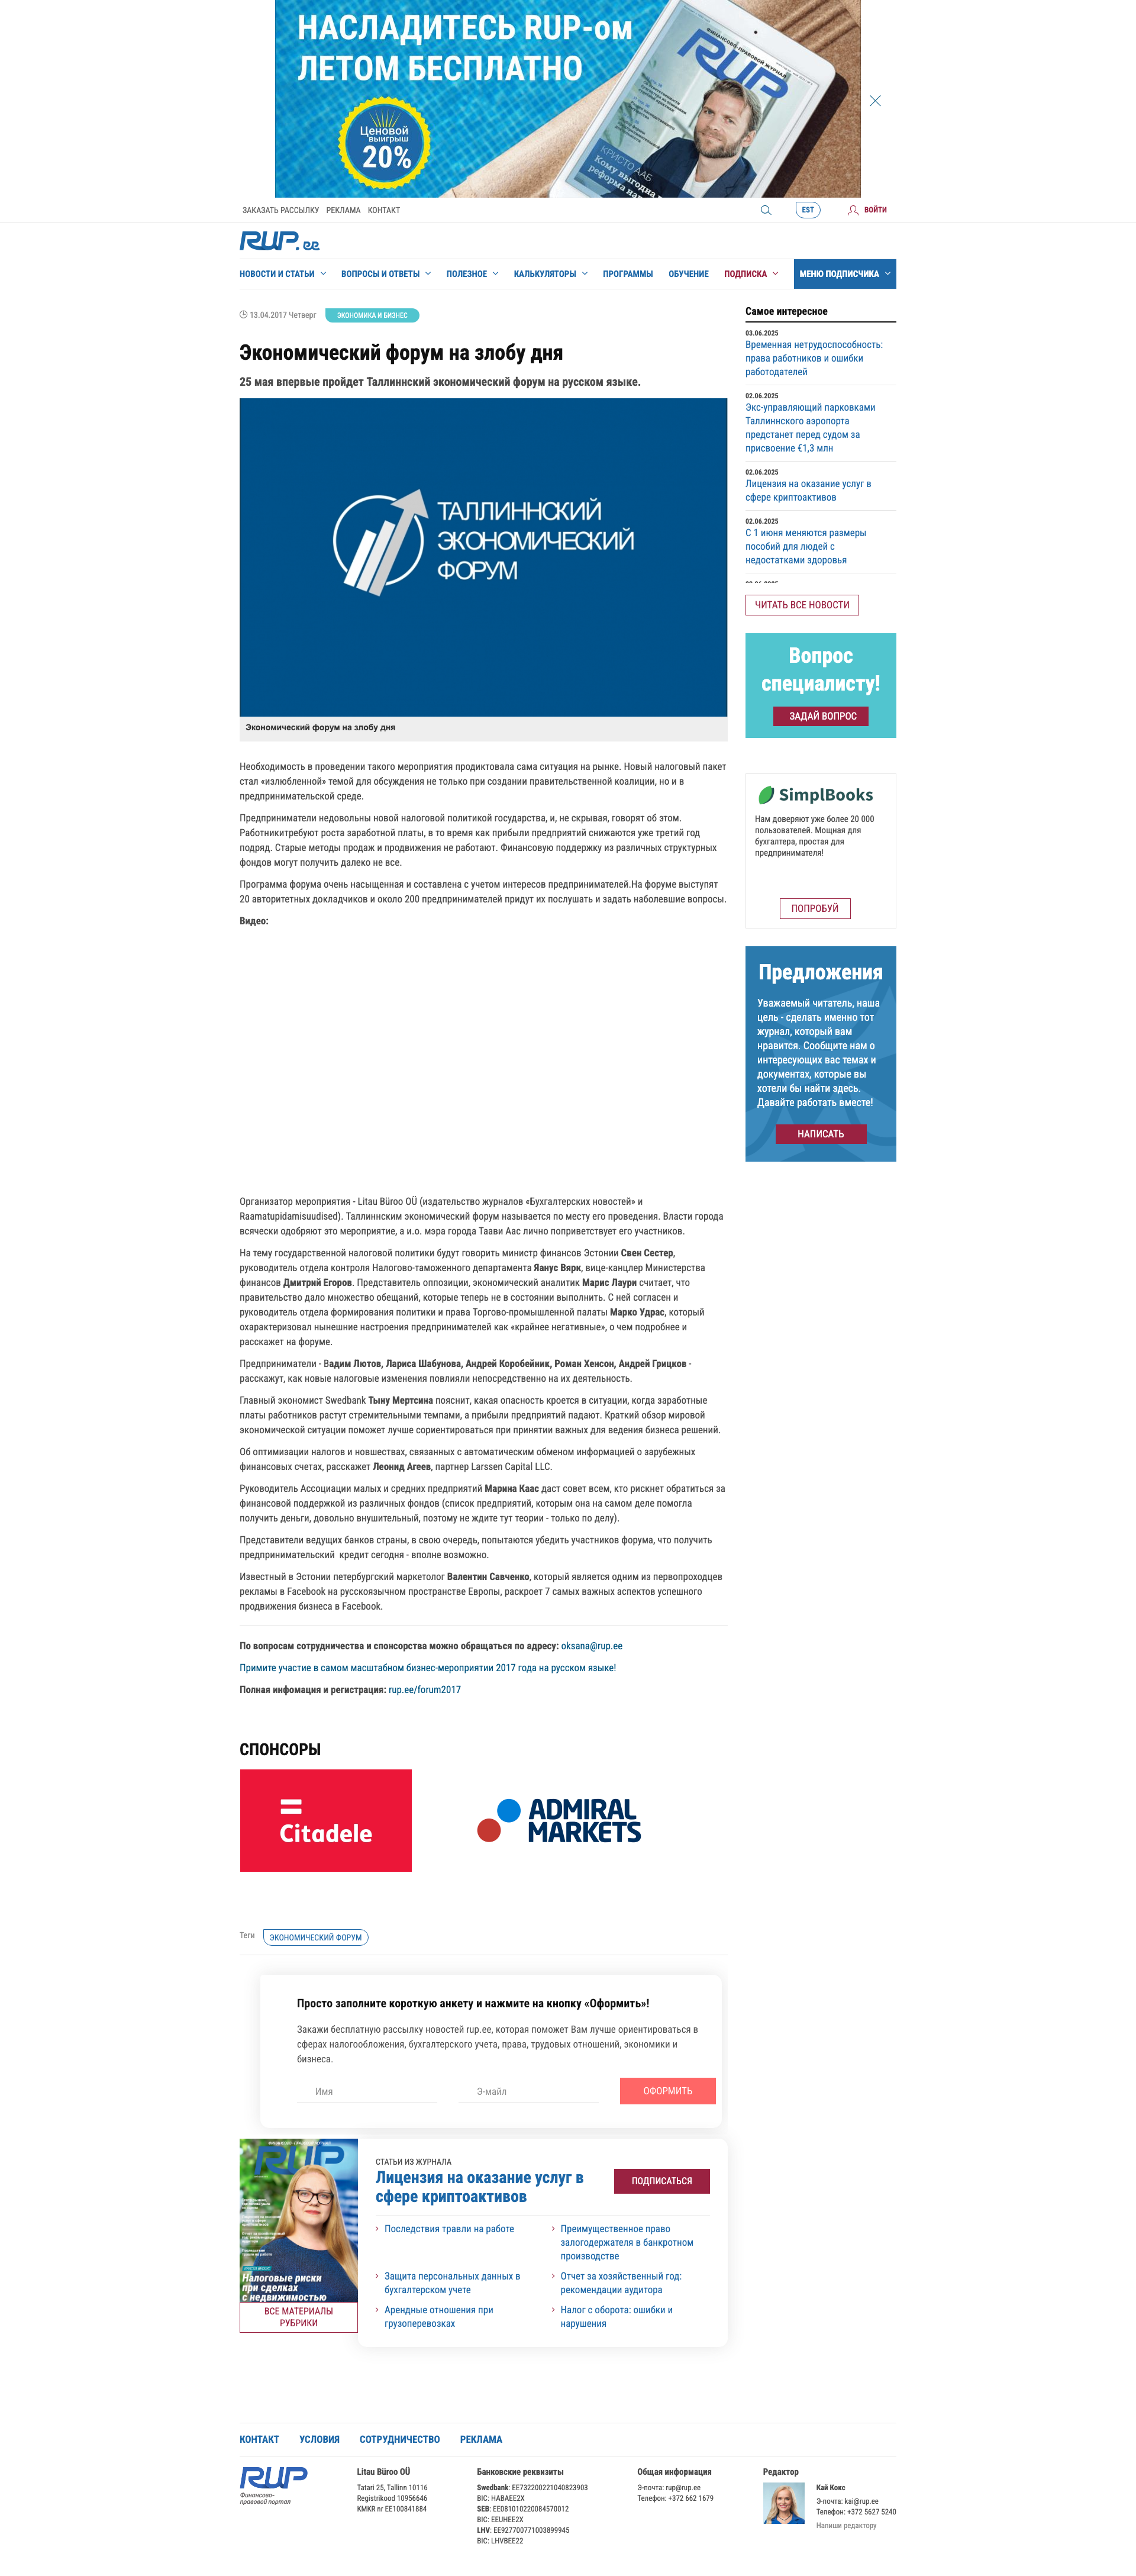 НАСЛАДИТЕСЬ RUP-ом
ЛЕТОМ БЕСПЛАТНО
Ценовой
выигрыш
20%
RUP
КРИСТО ААБ
Кому выгодна
реформа
ЗАКАЗАТЬ РАССЫЛКУ РЕКЛАМА КОНТАКТ
EST
ВОЙТИ
RUP.ee
НОВОСТИ И СТАТЬИ ВОПРОСЫ И ОТВЕТЫ ПОЛЕЗНОЕ КАЛЬКУЛЯТОРЫ ПРОГРАММЫ ОБУЧЕНИЕ ПОДПИСКА МЕНЮ ПОДПИСЧИКА
13.04.2017 Четверг
ЭКОНОМИКА И БИЗНЕС
Экономический форум на злобу дня
25 мая впервые пройдет Таллиннский экономический форум на русском языке.
ТАЛЛИННСКИЙ
ЭКОНОМИЧЕСКИЙ
ФОРУМ
Экономический форум на злобу дня
Необходимость в проведении такого мероприятия продиктовала сама ситуация на рынке. Новый налоговый пакет
стал «излюбленной» темой для обсуждения не только при создании правительственной коалиции, но и в
предпринимательской среде.
Предприниматели недовольны новой налоговой политикой государства, и, не скрывая, говорят об этом.
Работникитребуют роста заработной платы, в то время как прибыли предприятий снижаются уже третий год
подряд. Старые методы продаж и продвижения не работают. Финансовую поддержку из различных структурных
фондов могут получить далеко не все.
Программа форума очень насыщенная и составлена с учетом интересов предпринимателей.На форуме выступят
20 авторитетных докладчиков и около 200 предпринимателей придут их послушать и задать наболевшие вопросы.
Видео:
Организатор мероприятия - Litau Büroo OÜ (издательство журналов «Бухгалтерских новостей» и
Raamatupidamisuudised). Таллиннским экономический форум называется по месту его проведения. Власти города
всячески одобряют это мероприятие, а и.о. мэра города Таави Аас лично поприветствует его участников.
На тему государственной налоговой политики будут говорить министр финансов Эстонии Свен Сестер,
руководитель отдела контроля Налогово-таможенного департамента Яанус Вярк, вице-канцлер Министерства
финансов Дмитрий Егоров. Представитель оппозиции, экономический аналитик Марис Лаури считает, что
правительство дало множество обещаний, которые теперь не в состоянии выполнить. С ней согласен и
руководитель отдела формирования политики и права Торгово-промышленной палаты Марко Удрас, который
охарактеризовал нынешние настроения предпринимателей как «крайне негативные», о чем подробнее и
расскажет на форуме.
Предприниматели - Вадим Лютов, Лариса Шабунова, Андрей Коробейник, Роман Хенсон, Андрей Грицков -
расскажут, как новые налоговые изменения повлияли непосредственно на их деятельность.
Главный экономист Swedbank Тыну Мертсина пояснит, какая опасность кроется в ситуации, когда заработные
платы работников растут стремительными темпами, а прибыли предприятий падают. Краткий обзор мировой
экономической ситуации поможет лучше сориентироваться при принятии важных для ведения бизнеса решений.
Об оптимизации налогов и новшествах, связанных с автоматическим обменом информацией о зарубежных
финансовых счетах, расскажет Леонид Агеев, партнер Larssen Capital LLC.
Руководитель Ассоциации малых и средних предприятий Марина Каас даст совет всем, кто рискнет обратиться за
финансовой поддержкой из различных фондов (список предприятий, которым она на самом деле помогла
получить деньги, довольно внушительный, поэтому не ждите тут теории - только по делу).
Представители ведущих банков страны, в свою очередь, попытаются убедить участников форума, что получить
предпринимательский кредит сегодня - вполне возможно.
Известный в Эстонии петербургский маркетолог Валентин Савченко, который является одним из первопроходцев
рекламы в Facebook на русскоязычном пространстве Европы, раскроет 7 самых важных аспектов успешного
продвижения бизнеса в Facebook.
По вопросам сотрудничества и спонсорства можно обращаться по адресу: oksana@rup.ee
Примите участие в самом масштабном бизнес-мероприятии 2017 года на русском языке!
Полная инфомация и регистрация: rup.ee/forum2017
СПОНСОРЫ
Citadele
ADMIRAL
MARKETS
Теги
ЭКОНОМИЧЕСКИЙ ФОРУМ
Просто заполните короткую анкету и нажмите на кнопку «Оформить»!
Закажи бесплатную рассылку новостей rup.ee, которая поможет Вам лучше ориентироваться в
сферах налогообложения, бухгалтерского учета, права, трудовых отношений, экономики и
бизнеса.
Имя
Э-майл
ОФОРМИТЬ
RUP
Налоговые риски
при сделках
с недвижимостью
ВСЕ МАТЕРИАЛЫ
РУБРИКИ
СТАТЬИ ИЗ ЖУРНАЛА
Лицензия на оказание услуг в
сфере криптоактивов
ПОДПИСАТЬСЯ
Последствия травли на работе
Преимущественное право
залогодержателя в банкротном
производстве
Защита персональных данных в
бухгалтерском учете
Отчет за хозяйственный год:
рекомендации аудитора
Арендные отношения при
грузоперевозках
Налог с оборота: ошибки и
нарушения
Самое интересное
03.06.2025
Временная нетрудоспособность:
права работников и ошибки
работодателей
02.06.2025
Экс-управляющий парковками
Таллиннского аэропорта
предстанет перед судом за
присвоение €1,3 млн
02.06.2025
Лицензия на оказание услуг в
сфере криптоактивов
02.06.2025
С 1 июня меняются размеры
пособий для людей с
недостатками здоровья
ЧИТАТЬ ВСЕ НОВОСТИ
Вопрос
специалисту!
ЗАДАЙ ВОПРОС
SimplBooks
Нам доверяют уже более 20 000
пользователей. Мощная для
бухгалтера, простая для
предпринимателя!
ПОПРОБУЙ
Предложения
Уважаемый читатель, наша
цель - сделать именно тот
журнал, который вам
нравится. Сообщите нам о
интересующих вас темах и
документах, которые вы
хотели бы найти здесь.
Давайте работать вместе!
НАПИСАТЬ
КОНТАКТ УСЛОВИЯ СОТРУДНИЧЕСТВО РЕКЛАМА
RUP
Финансово-
правовой портал
Litau Büroo OÜ
Tatari 25, Tallinn 10116
Registrikood 10956646
KMKR nr EE100841884
Банковские реквизиты
Swedbank: EE732200221040823903
BIC: HABAEE2X
SEB: EE081010220084570012
BIC: EEUHEE2X
LHV: EE927700771003899945
BIC: LHVBEE22
Общая информация
Э-почта: rup@rup.ee
Телефон: +372 662 1679
Редактор
Кай Кокс
Э-почта: kai@rup.ee
Телефон: +372 5627 5240
Напиши редактору